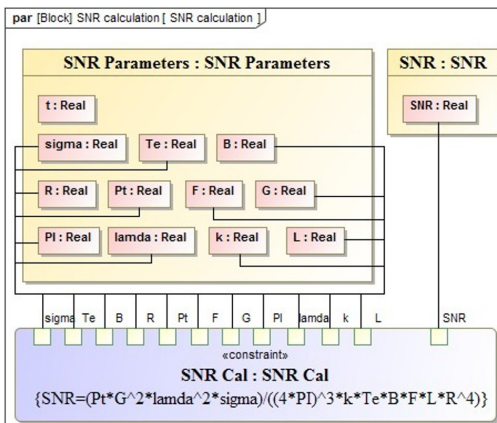 par [Block] SNR calculation [ SNR calculation ]
SNR Parameters : SNR Parameters
SNR : SNR
t : Real
SNR : Real
sigma : Real
Te : Real
B : Real
R : Real
Pt : Real
F : Real
G : Real
PI : Real
lamda : Real
k : Real
L : Real
sigma Te B R Pt F G PI lamda k L SNR
«constraint»
SNR Cal : SNR Cal
{SNR=(Pt*G^2*lamda^2*sigma)/((4*PI)^3*k*Te*B*F*L*R^4)}